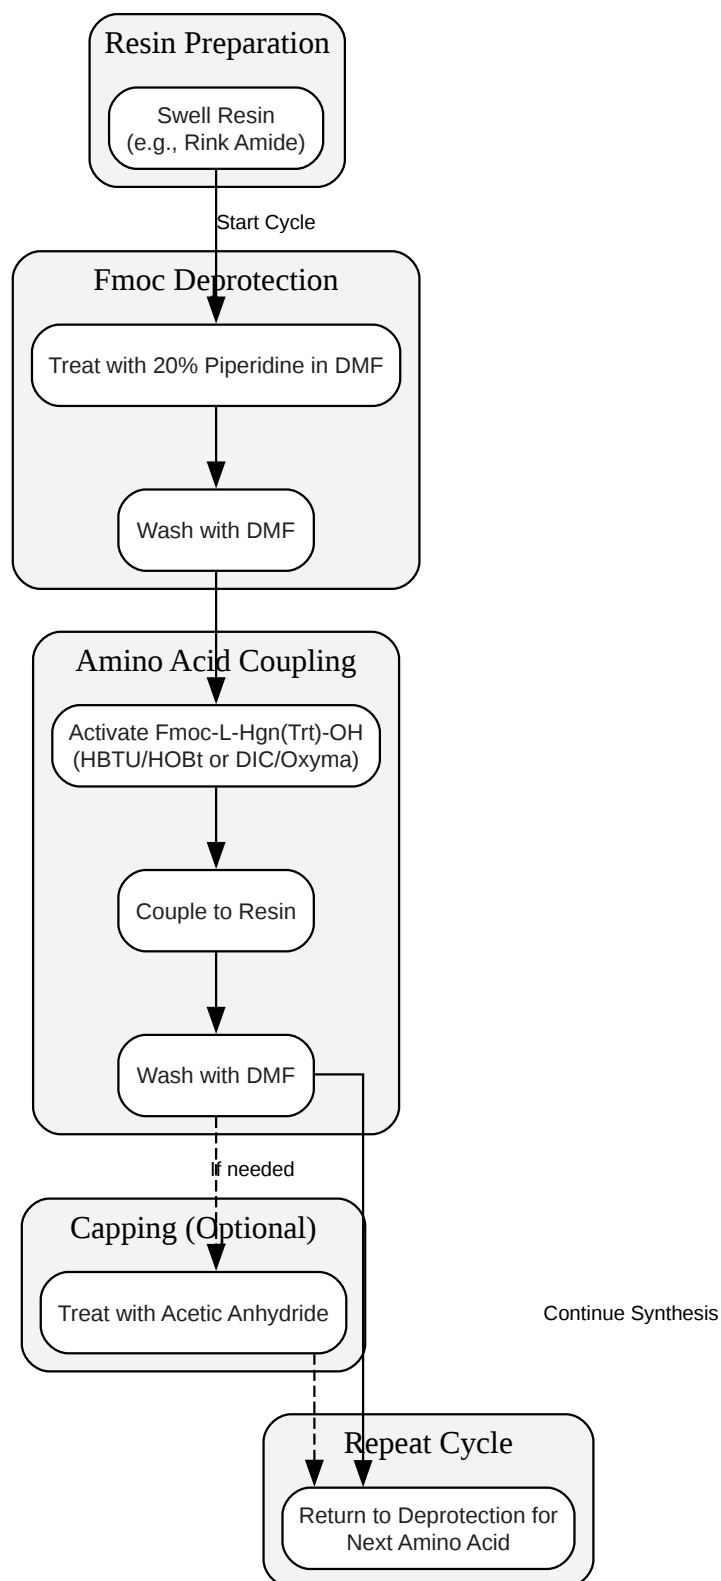 Resin Preparation
Swell Resin
(e.g., Rink Amide)
Start Cycle
Fmoc Deprotection
Treat with 20% Piperidine in DMF
Wash with DMF
Amino Acid Coupling
Activate Fmoc-L-Hgn(Trt)-OH
(HBTU/HOBt or DIC/Oxyma)
Couple to Resin
Wash with DMF
If needed
Capping (Optional)
Treat with Acetic Anhydride
Continue Synthesis
Repeat Cycle
Return to Deprotection for
Next Amino Acid